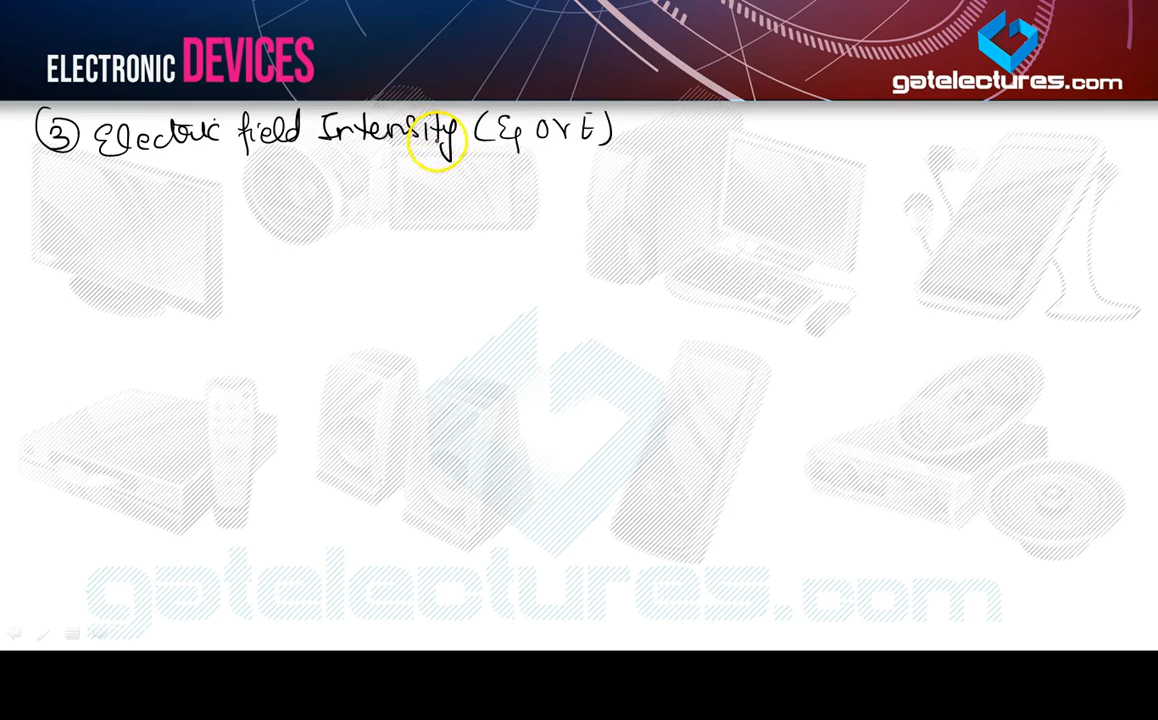 ELECTRONIC DEVICES
gatelectures.com
(3) Electric field Intensity (ξ or E)
gatelectures.com